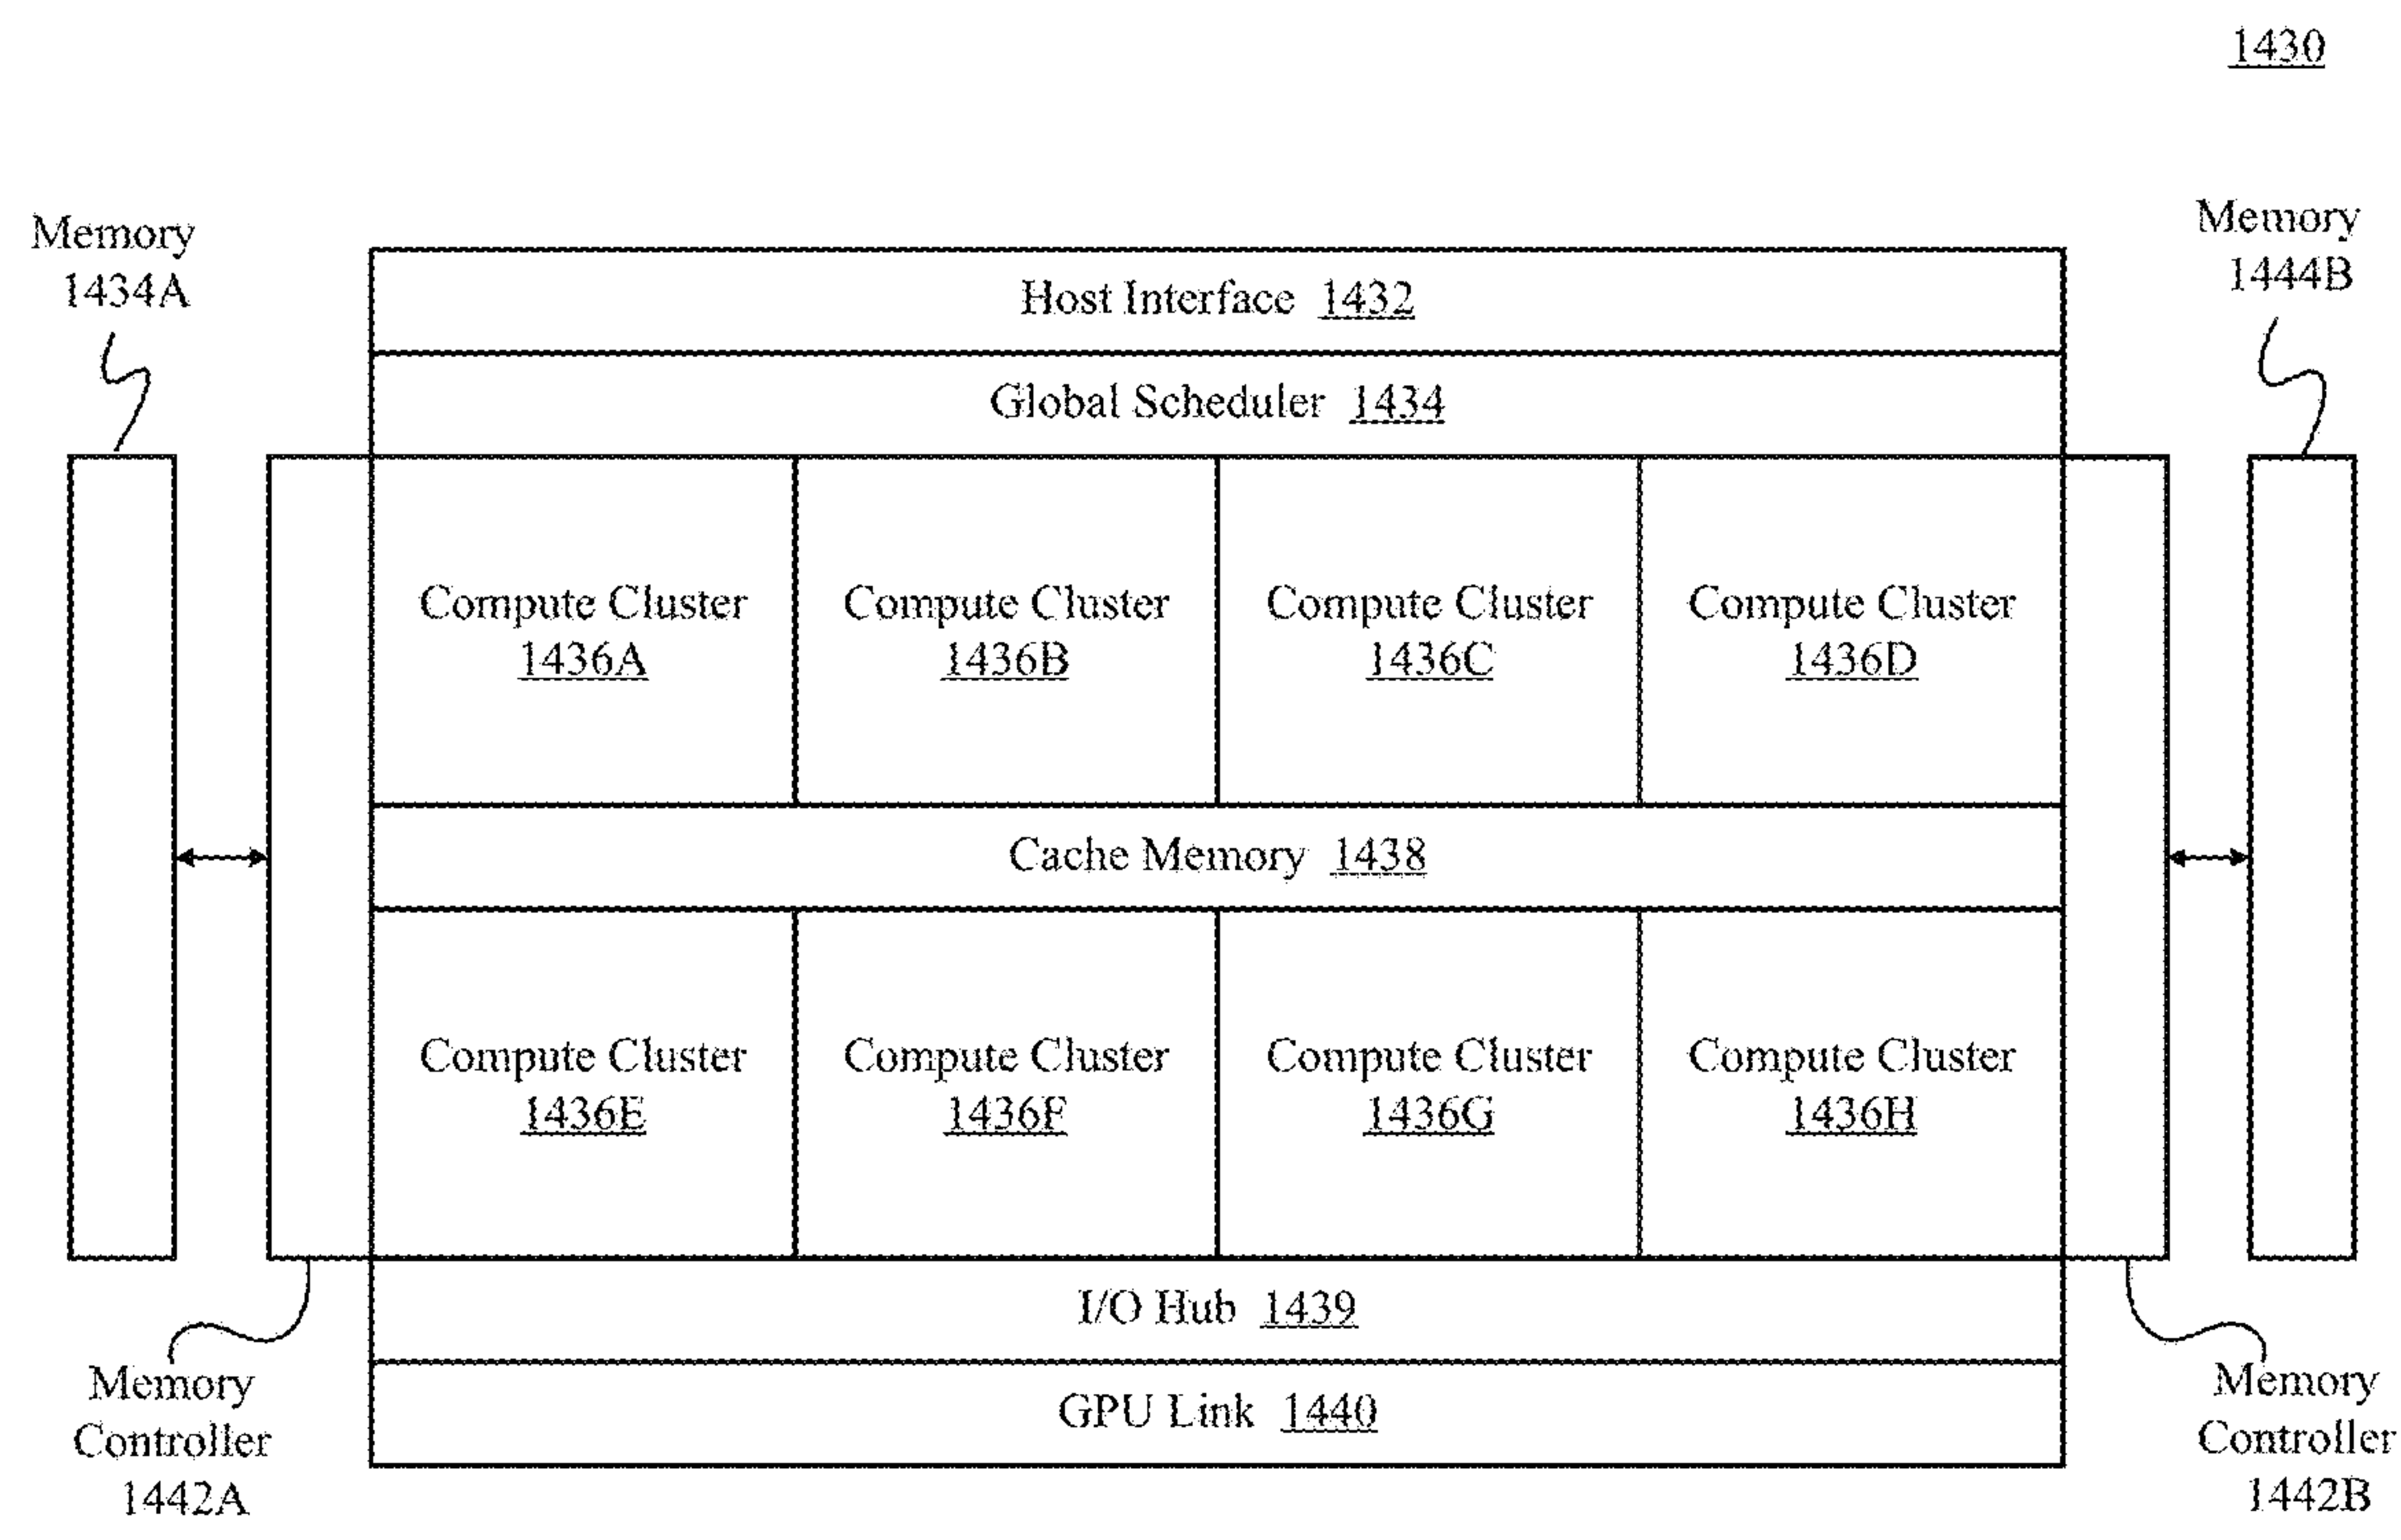 1430
Memory
1434A
Memory
1444B
Host Interface 1432
Global Scheduler 1434
Compute Cluster
1436A
Compute Cluster
1436B
Compute Cluster
1436C
Compute Cluster
1436D
Cache Memory 1438
Compute Cluster
1436E
Compute Cluster
1436F
Compute Cluster
1436G
Compute Cluster
1436H
I/O Hub 1439
GPU Link 1440
Memory
Controller
1442A
Memory
Controller
1442B